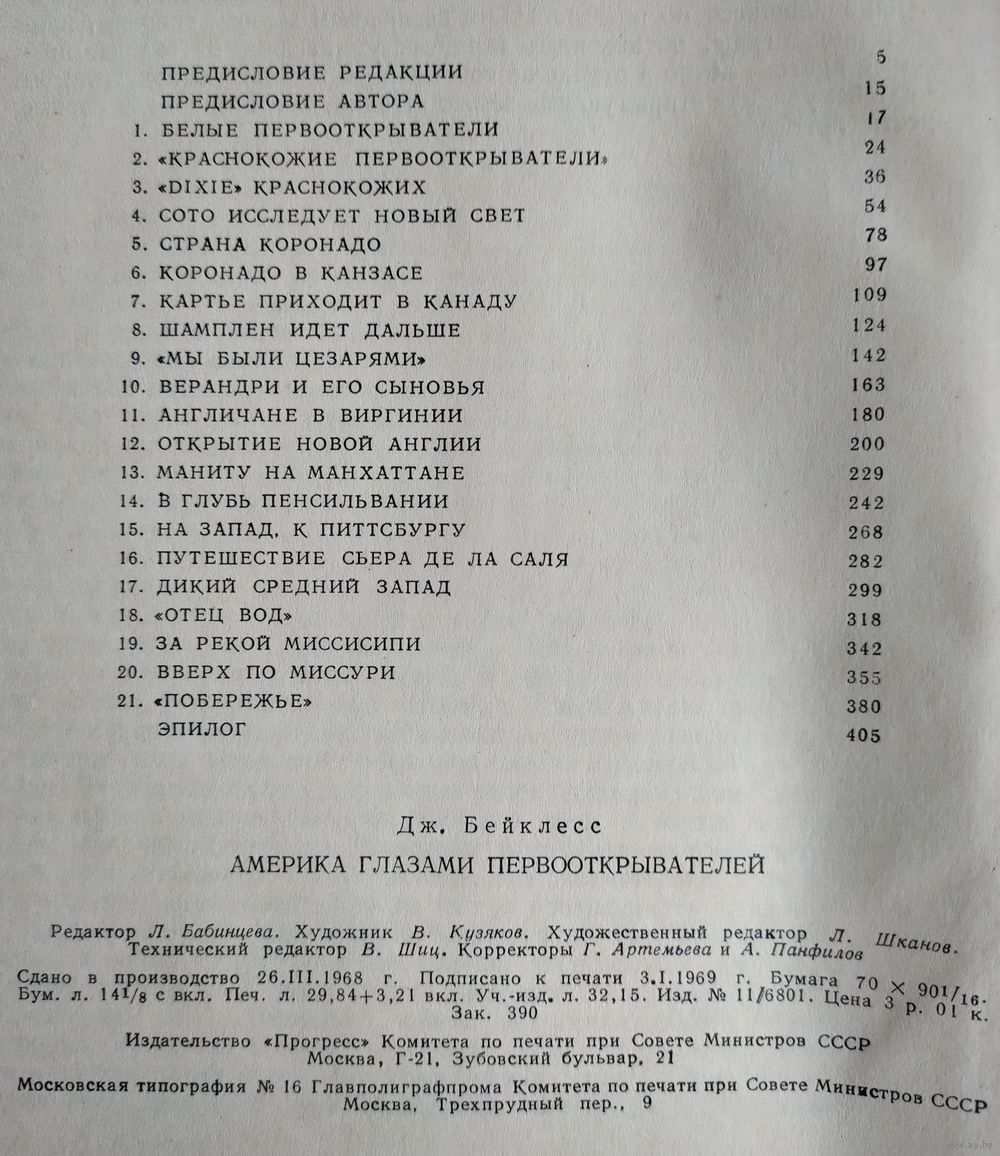 ПРЕДИСЛОВИЕ РЕДАКЦИИ 5
ПРЕДИСЛОВИЕ АВТОРА 15
1. БЕЛЫЕ ПЕРВООТКРЫВАТЕЛИ 17
2. «КРАСНОКОЖИЕ ПЕРВООТКРЫВАТЕЛИ» 24
3. «DIXIE» КРАСНОКОЖИХ 36
4. СОТО ИССЛЕДУЕТ НОВЫЙ СВЕТ 54
5. СТРАНА КОРОНАДО 78
6. КОРОНАДО В КАНЗАСЕ 97
7. КАРТЬЕ ПРИХОДИТ В КАНАДУ 109
8. ШАМПЛЕН ИДЕТ ДАЛЬШЕ 124
9. «МЫ БЫЛИ ЦЕЗАРЯМИ» 142
10. ВЕРАНДРИ И ЕГО СЫНОВЬЯ 163
11. АНГЛИЧАНЕ В ВИРГИНИИ 180
12. ОТКРЫТИЕ НОВОЙ АНГЛИИ 200
13. МАНИТУ НА МАНХАТТАНЕ 229
14. В ГЛУБЬ ПЕНСИЛЬВАНИИ 242
15. НА ЗАПАД, К ПИТТСБУРГУ 268
16. ПУТЕШЕСТВИЕ СЬЕРА ДЕ ЛА САЛЯ 282
17. ДИКИЙ СРЕДНИЙ ЗАПАД 299
18. «ОТЕЦ ВОД» 318
19. ЗА РЕКОЙ МИССИСИПИ 342
20. ВВЕРХ ПО МИССУРИ 355
21. «ПОБЕРЕЖЬЕ» 380
ЭПИЛОГ 405
Дж. Бейклесс
АМЕРИКА ГЛАЗАМИ ПЕРВООТКРЫВАТЕЛЕЙ
Редактор Л. Бабинцева. Художник В. Кузяков. Художественный редактор Л. Шканов.
Технический редактор В. Шиц. Корректоры Г. Артемьева и А. Панфилов
Сдано в производство 26.III.1968 г. Подписано к печати 3.I.1969 г. Бумага 70 × 901/16.
Бум. л. 141/8 с вкл. Печ. л. 29,84+3,21 вкл. Уч.-изд. л. 32,15. Изд. № 11/6801. Цена 3 р. 01 к.
Зак. 390
Издательство «Прогресс» Комитета по печати при Совете Министров СССР
Москва, Г-21, Зубовский бульвар, 21
Московская типография № 16 Главполиграфпрома Комитета по печати при Совете Министров СССР
Москва, Трехпрудный пер., 9
www.ay.by